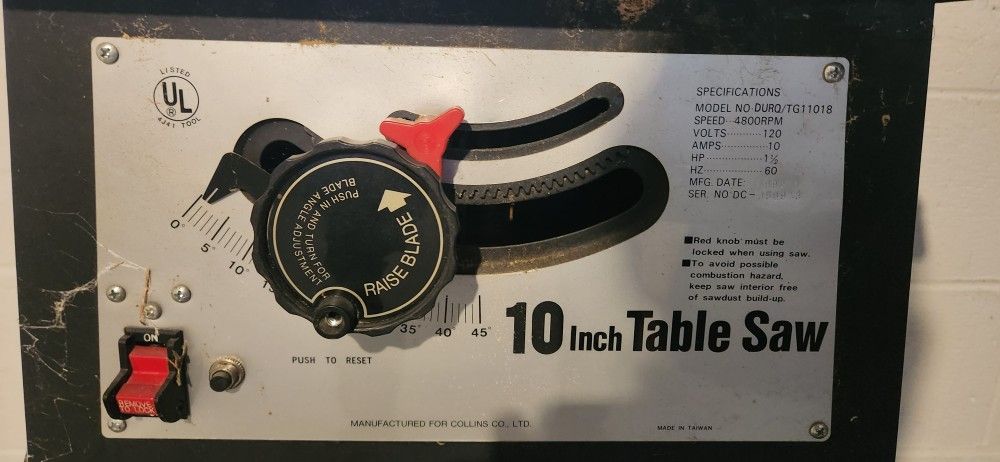 LISTED
UL
®
4J41 TOOL
SPECIFICATIONS
MODEL NO. DURQ/TG11018
SPEED 4800RPM
VOLTS 120
AMPS 10
HP 1½
HZ 60
MFG. DATE:
SER. NO. DC-
PUSH IN AND TURN FOR
BLADE ANGLE ADJUSTMENT
RAISE BLADE
0°
5°
10°
35°
40°
45°
■Red knob must be
locked when using saw.
■To avoid possible
combustion hazard,
keep saw interior free
of sawdust build-up.
10 Inch Table Saw
ON
REMOVE
TO LOCK
PUSH TO RESET
MANUFACTURED FOR COLLINS CO., LTD.
MADE IN TAIWAN